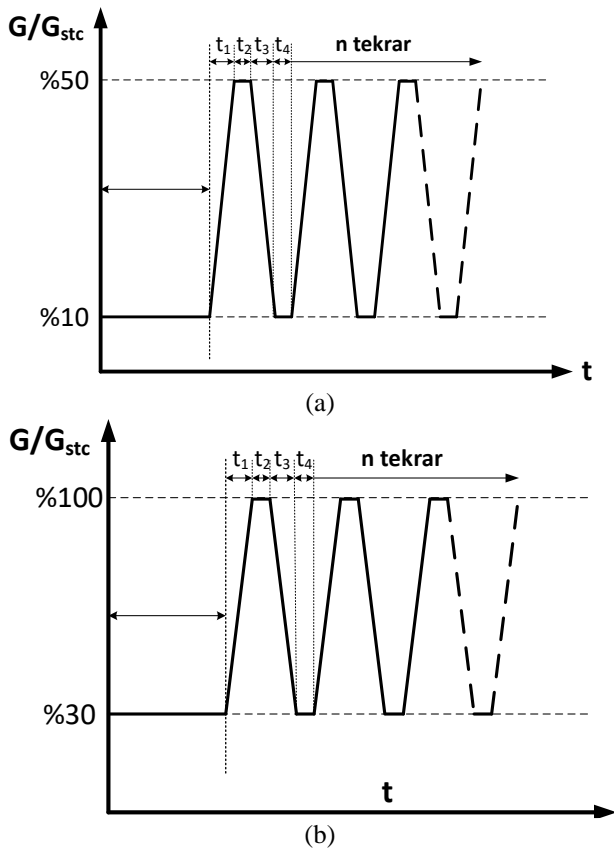 G/Gstc
t1 t2 t3 t4 n tekrar
%50
%10
t
(a)
G/Gstc
t1 t2 t3 t4 n tekrar
%100
%30
t
(b)